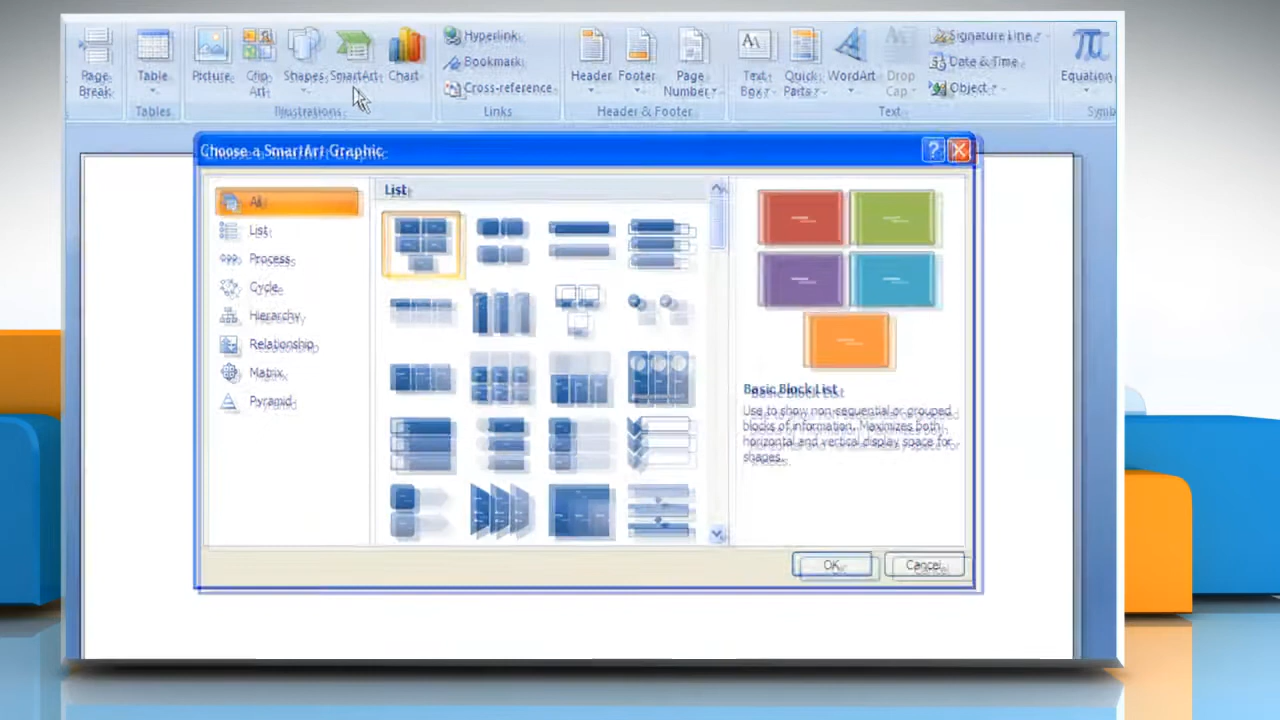 Page Break
Table
Picture
Clip Art
Shapes
SmartArt
Chart
Hyperlink
Bookmark
Cross-reference
Header
Footer
Page Number
Text Box
Quick Parts
WordArt
Drop Cap
Signature Line
Date & Time
Object
Equation
Tables
Illustrations
Links
Header & Footer
Text
Symb
Choose a SmartArt Graphic
?
All
List
Process
Cycle
Hierarchy
Relationship
Matrix
Pyramid
List
Basic Block List
Use to show non-sequential or grouped
blocks of information. Maximizes both
horizontal and vertical display space for
shapes.
OK
Cancel